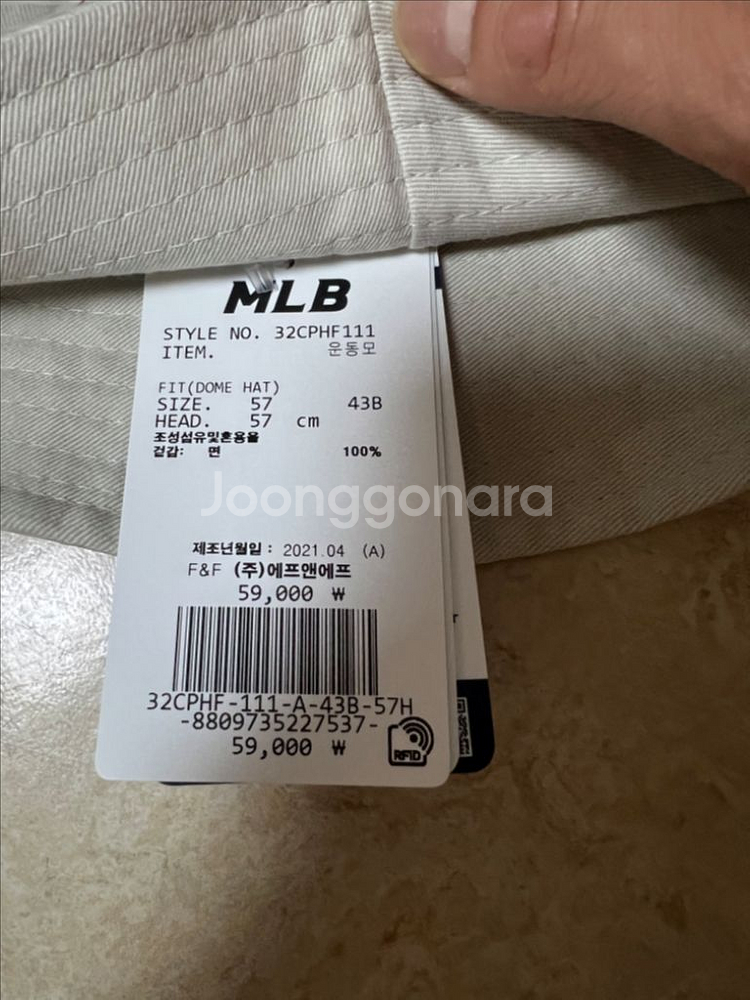 MLB
STYLE NO. 32CPHF111
ITEM. 운동모
FIT(DOME HAT)
SIZE. 57 43B
HEAD. 57 cm
조성섬유및혼용율
겉감: 면 100%
Joonggonara
제조년월일 : 2021.04 (A)
F&F (주)에프앤에프
59,000 ₩
32CPHF-111-A-43B-57H
-8809735227537-
59,000 ₩
RFID